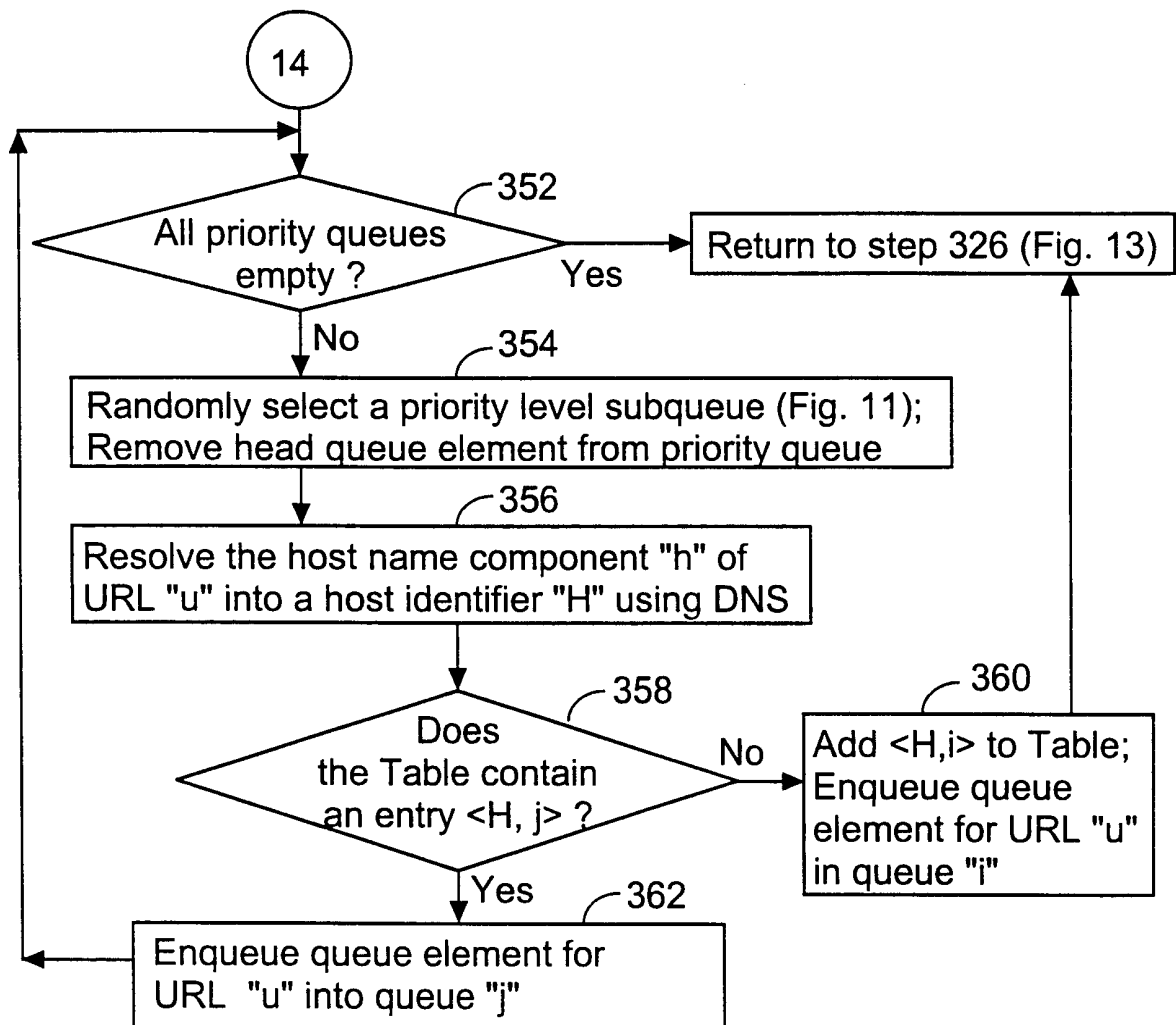 14
352
All priority queues
empty ?
Yes
Return to step 326 (Fig. 13)
No
354
Randomly select a priority level subqueue (Fig. 11);
Remove head queue element from priority queue
356
Resolve the host name component "h" of
URL "u" into a host identifier "H" using DNS
358
Does
the Table contain
an entry <H, j> ?
No
360
Add <H,i> to Table;
Enqueue queue
element for URL "u"
in queue "i"
Yes
362
Enqueue queue element for
URL "u" into queue "j"